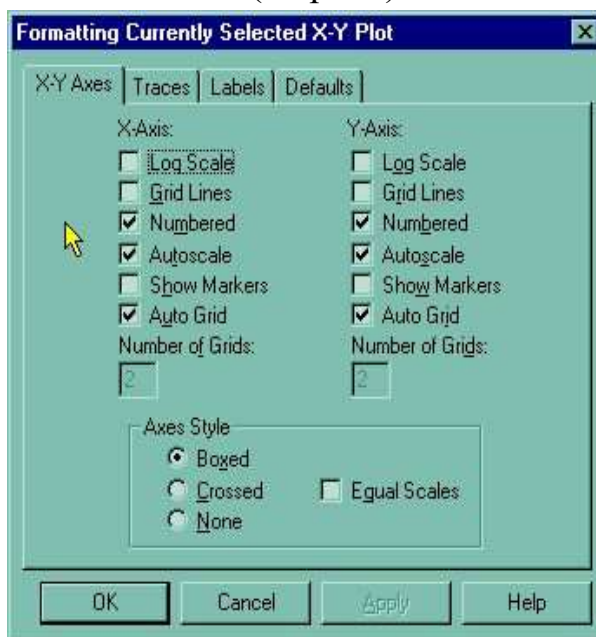 Formatting Currently Selected X-Y Plot
X-Y Axes Traces Labels Defaults
X-Axis: Y-Axis:
Log Scale Log Scale
Grid Lines Grid Lines
Numbered Numbered
Autoscale Autoscale
Show Markers Show Markers
Auto Grid Auto Grid
Number of Grids: Number of Grids:
2 2
Axes Style
Boxed
Crossed Equal Scales
None
OK Cancel Apply Help